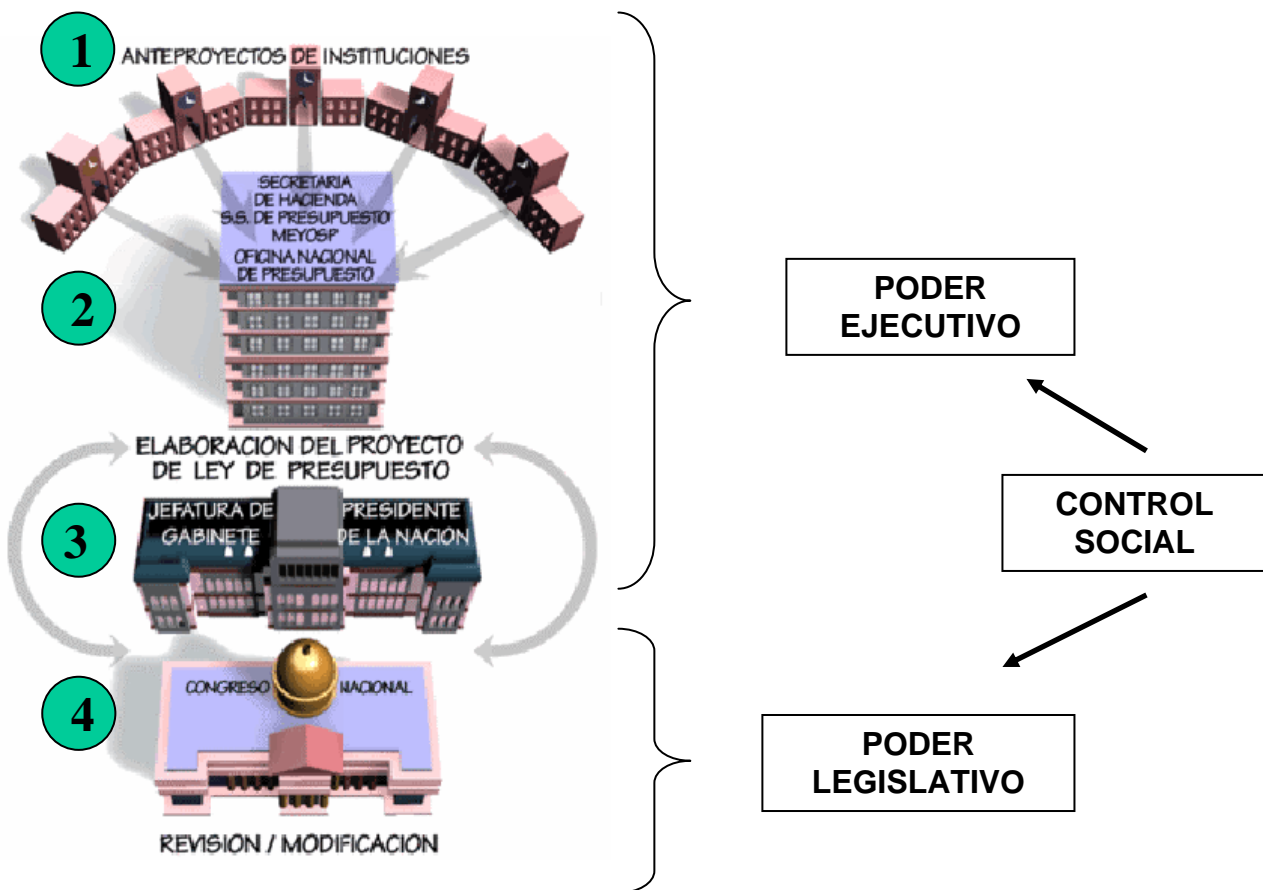 1
ANTEPROYECTOS DE INSTITUCIONES
SECRETARIA
DE HACIENDA
S.S. DE PRESUPUESTO
MEYOSP
OFICINA NACIONAL
DE PRESUPUESTO
2
ELABORACION DEL PROYECTO
DE LEY DE PRESUPUESTO
3
JEFATURA DE
GABINETE
PRESIDENTE
DE LA NACION
4
CONGRESO NACIONAL
REVISION / MODIFICACION
PODER
EJECUTIVO
CONTROL
SOCIAL
PODER
LEGISLATIVO